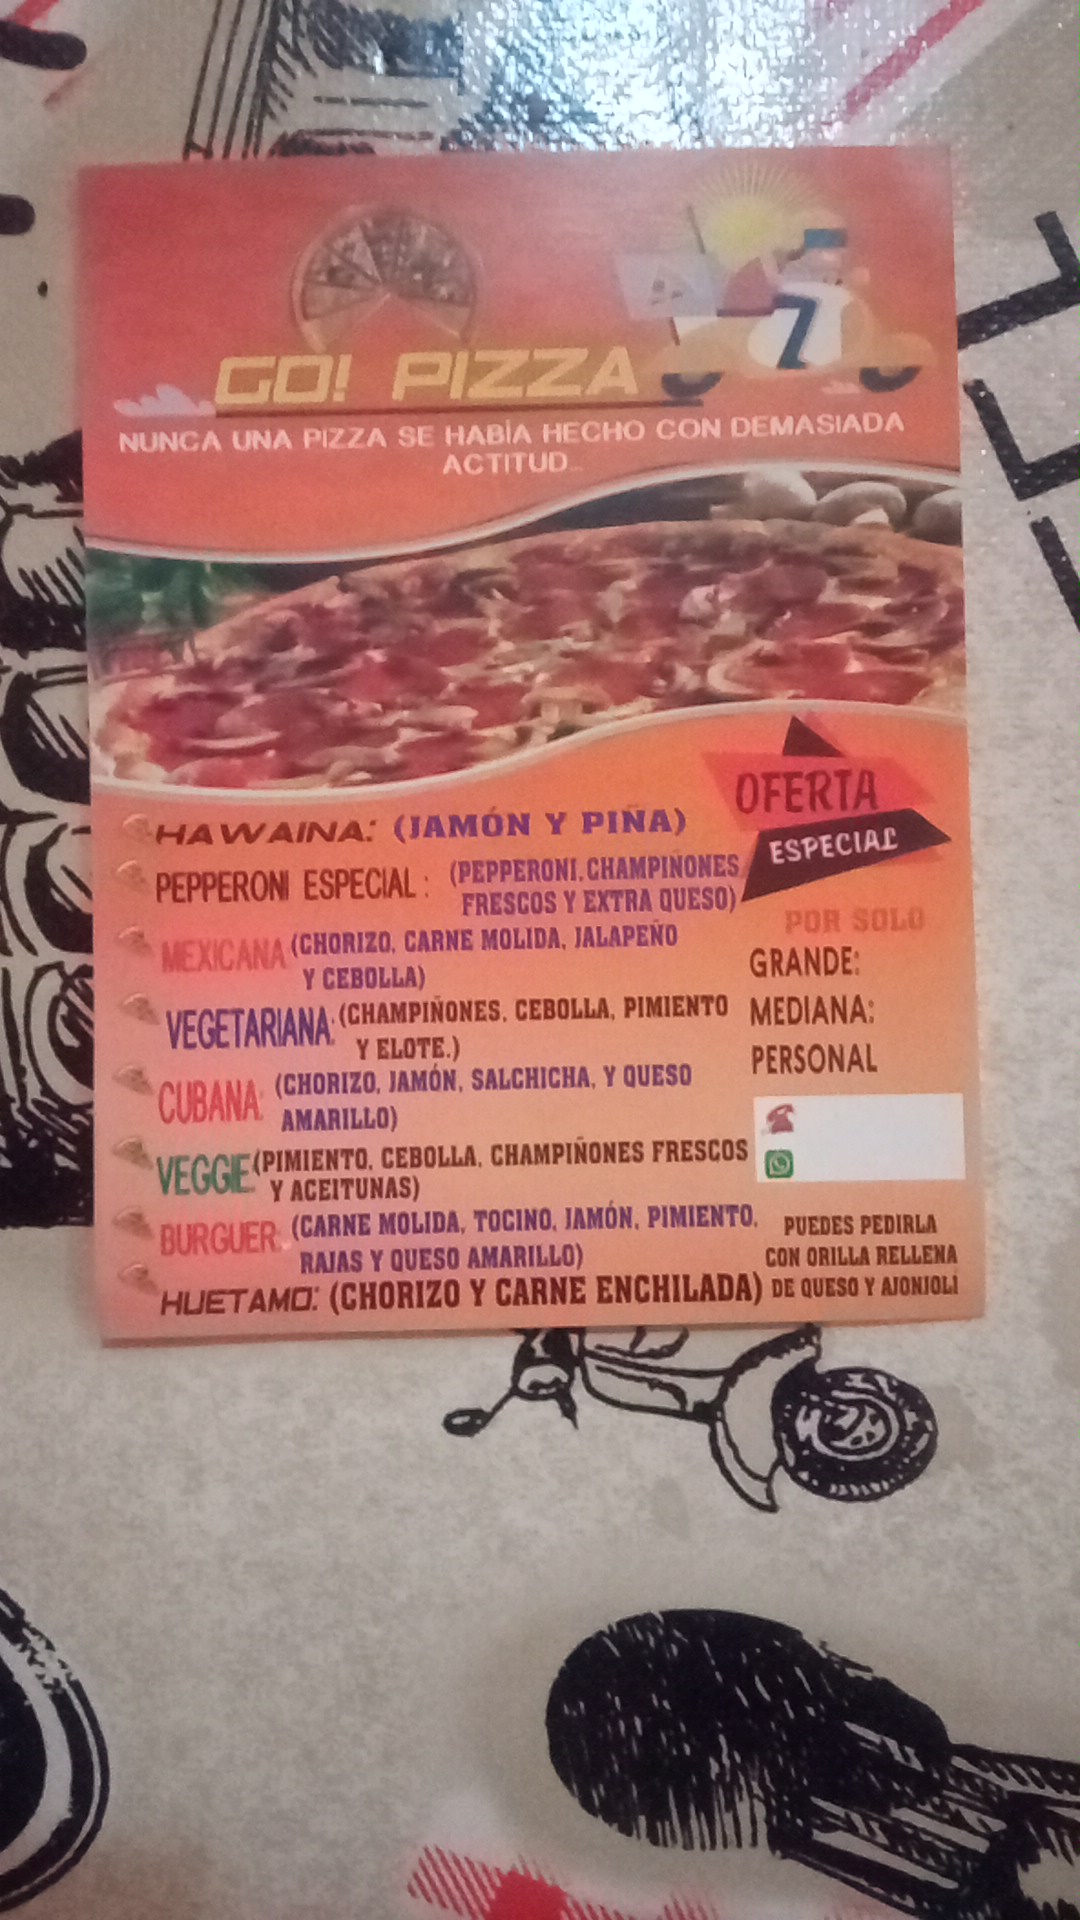 GO! PIZZA
NUNCA UNA PIZZA SE HABÍA HECHO CON DEMASIADA
ACTITUD...
OFERTA
ESPECIAL
POR SOLO
GRANDE:
MEDIANA:
PERSONAL
HAWAINA: (JAMÓN Y PIÑA)
PEPPERONI ESPECIAL: (PEPPERONI, CHAMPIÑONES
FRESCOS Y EXTRA QUESO)
MEXICANA (CHORIZO, CARNE MOLIDA, JALAPEÑO
Y CEBOLLA)
VEGETARIANA: (CHAMPIÑONES, CEBOLLA, PIMIENTO
Y ELOTE.)
CUBANA: (CHORIZO, JAMÓN, SALCHICHA, Y QUESO
AMARILLO)
VEGGIE (PIMIENTO, CEBOLLA, CHAMPIÑONES FRESCOS
Y ACEITUNAS)
BURGUER: (CARNE MOLIDA, TOCINO, JAMÓN, PIMIENTO,
RAJAS Y QUESO AMARILLO)
HUETAMO: (CHORIZO Y CARNE ENCHILADA)
PUEDES PEDIRLA
CON ORILLA RELLENA
DE QUESO Y AJONJOLI